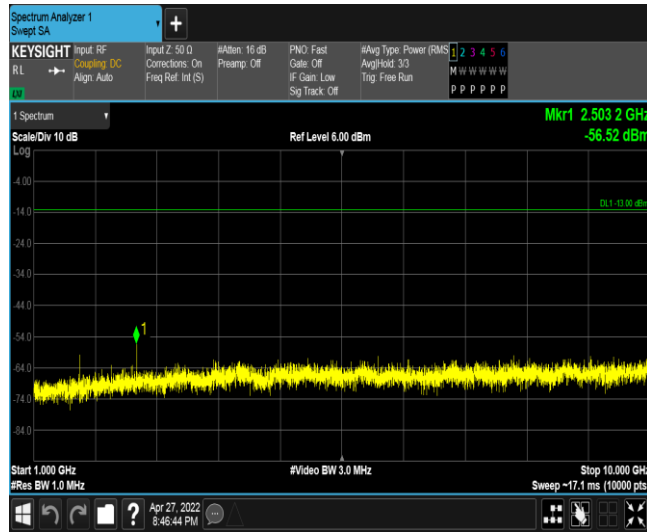 Spectrum Analyzer 1
Swept SA
+
KEYSIGHT
RL
LXI
Input: RF
Coupling: DC
Align: Auto
Input Z: 50 Ω
Corrections: On
Freq Ref: Int (S)
#Atten: 16 dB
Preamp: Off
PNO: Fast
Gate: Off
IF Gain: Low
Sig Track: Off
#Avg Type: Power (RMS
Avg|Hold: 3/3
Trig: Free Run
1 2 3 4 5 6
M W W W W W
P P P P P P
1 Spectrum
Scale/Div 10 dB
Ref Level 6.00 dBm
Mkr1 2.503 2 GHz
-56.52 dBm
Log
-4.00
DL1 -13.00 dBm
-14.0
-24.0
-34.0
-44.0
-54.0
1
-64.0
-74.0
-84.0
Start 1.000 GHz
#Video BW 3.0 MHz
Stop 10.000 GHz
#Res BW 1.0 MHz
Sweep ~17.1 ms (10000 pts
?
Apr 27, 2022
8:46:44 PM